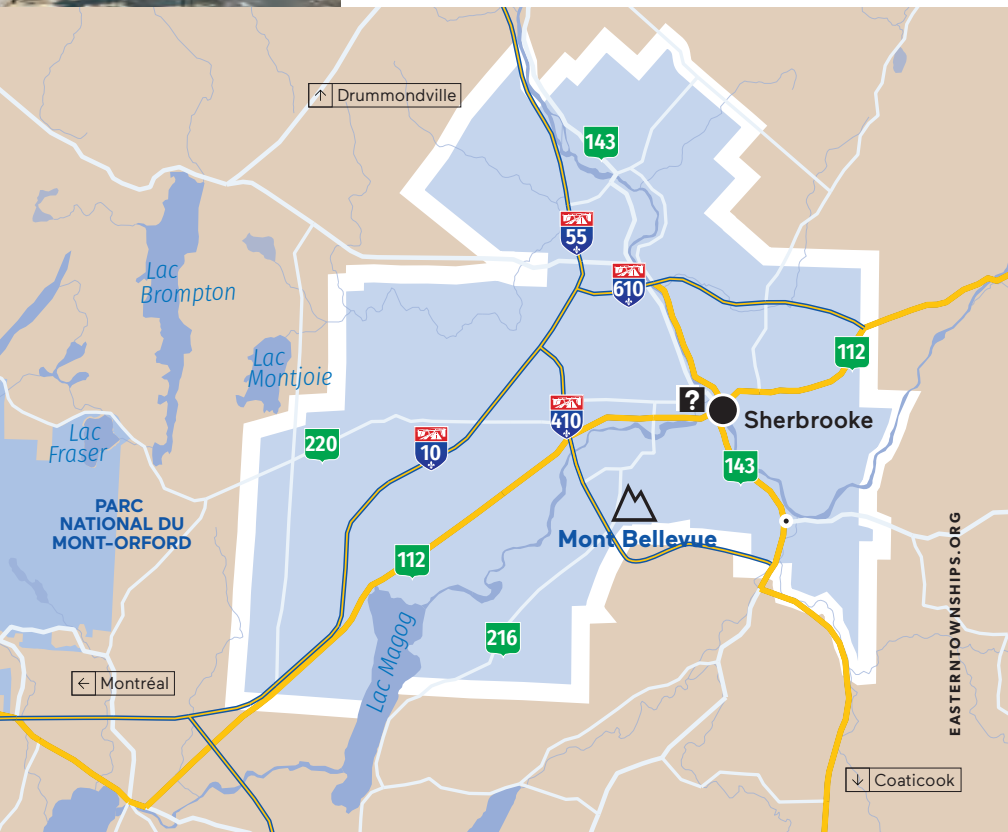 ↑ Drummondville
143
55
Lac
Brompton
610
Lac
Montjoie
112
?
Sherbrooke
410
220
10
Lac
Fraser
143
PARC
NATIONAL DU
MONT-ORFORD
Mont Bellevue
112
216
Lac Magog
← Montréal
↓ Coaticook
EASTERNTOWNSHIPS.ORG